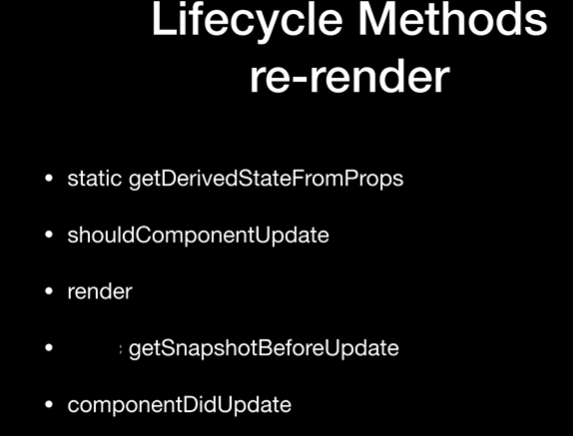 Lifecycle Methods
re-render
• static getDerivedStateFromProps
• shouldComponentUpdate
• render
• getSnapshotBeforeUpdate
• componentDidUpdate